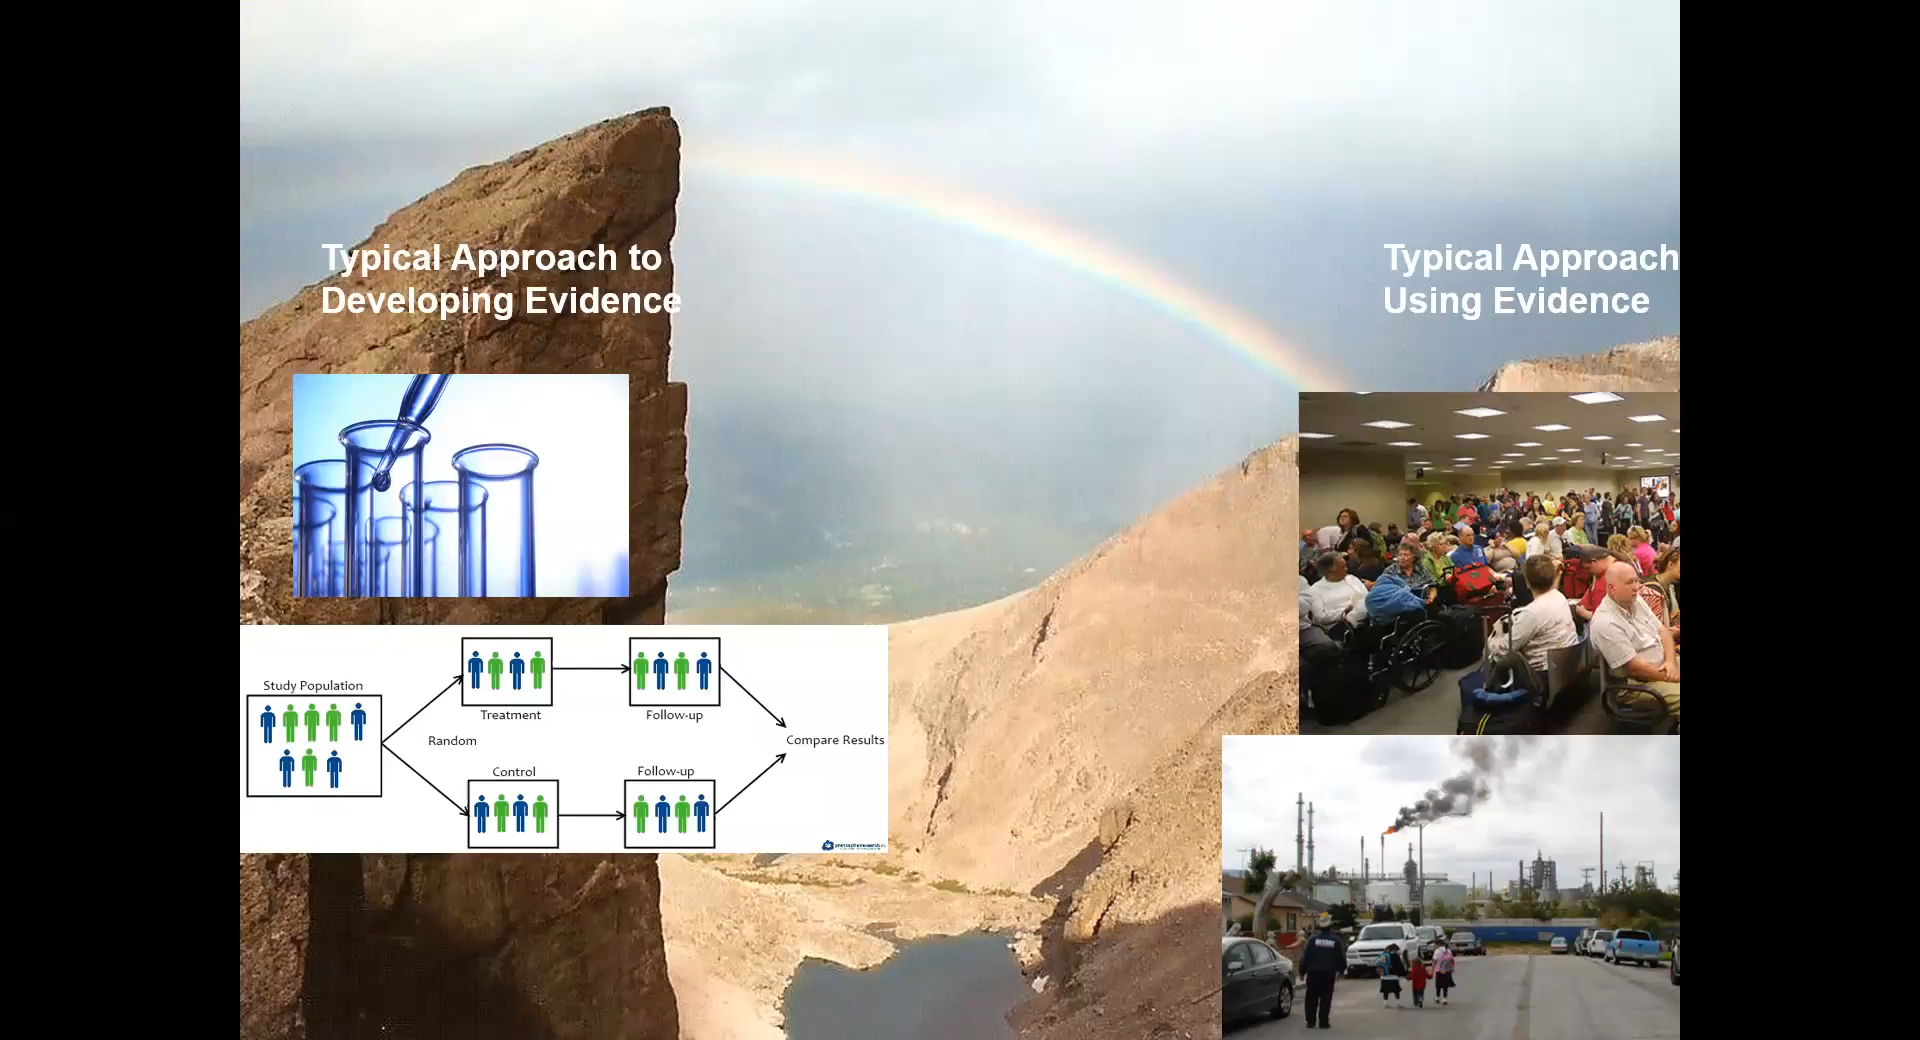 Typical Approach to
Developing Evidence
Typical Approach
Using Evidence
Study Population
Random
Treatment
Follow-up
Control
Follow-up
Compare Results